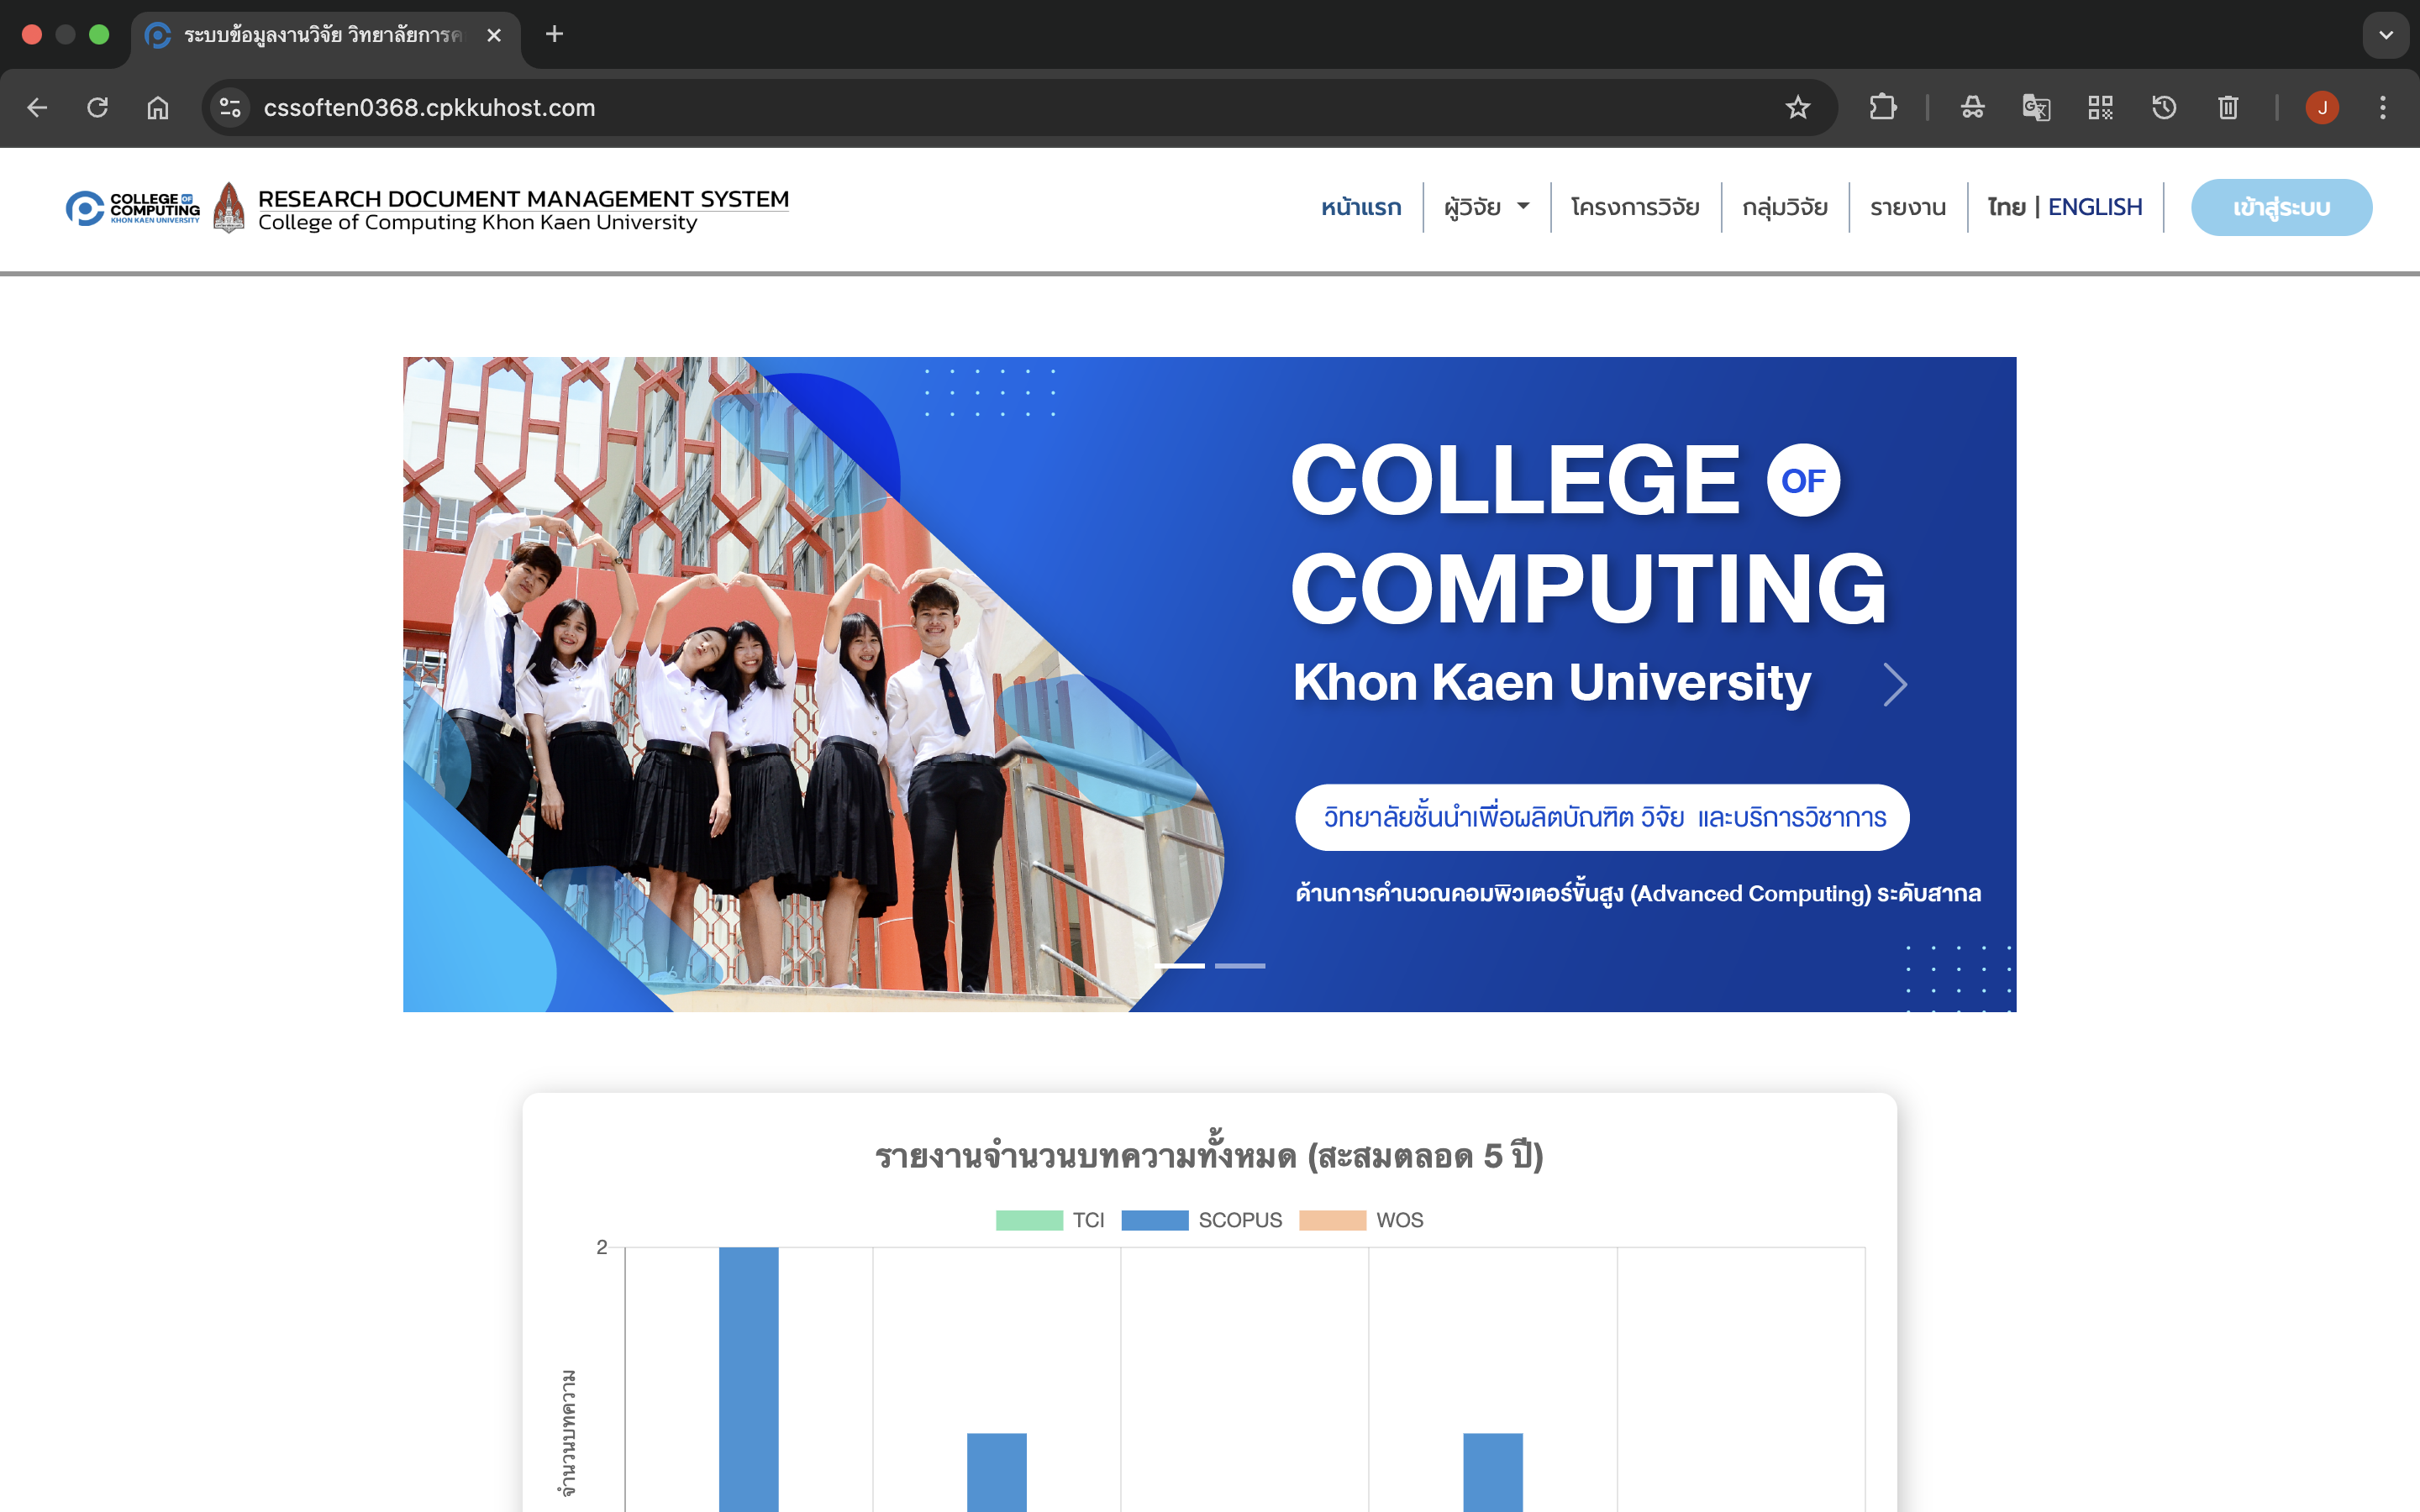 ระบบข้อมูลงานวิจัย วิทยาลัยการค
cssoften0368.cpkkuhost.com
J
COLLEGE OF
COMPUTING
KHON KAEN UNIVERSITY
RESEARCH DOCUMENT MANAGEMENT SYSTEM
College of Computing Khon Kaen University
หน้าแรก
ผู้วิจัย
โครงการวิจัย
กลุ่มวิจัย
รายงาน
ไทย | ENGLISH
เข้าสู่ระบบ
COLLEGE OF
COMPUTING
Khon Kaen University
วิทยาลัยชั้นนำเพื่อผลิตบัณฑิต วิจัย และบริการวิชาการ
ด้านการคำนวณคอมพิวเตอร์ขั้นสูง (Advanced Computing) ระดับสากล
รายงานจำนวนบทความทั้งหมด (สะสมตลอด 5 ปี)
TCI SCOPUS WOS
2
จำนวนบทความ